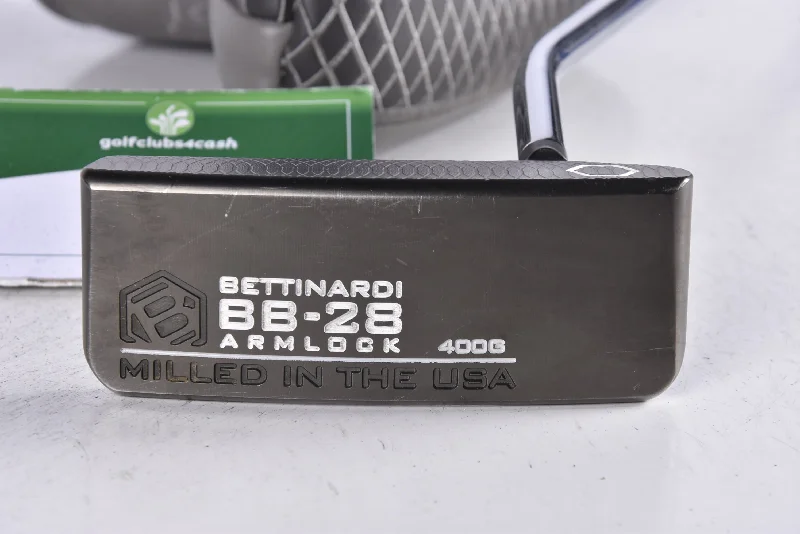 golfclubs4cash
BETTINARDI
BB-28
ARMLOCK 400G
MILLED IN THE USA